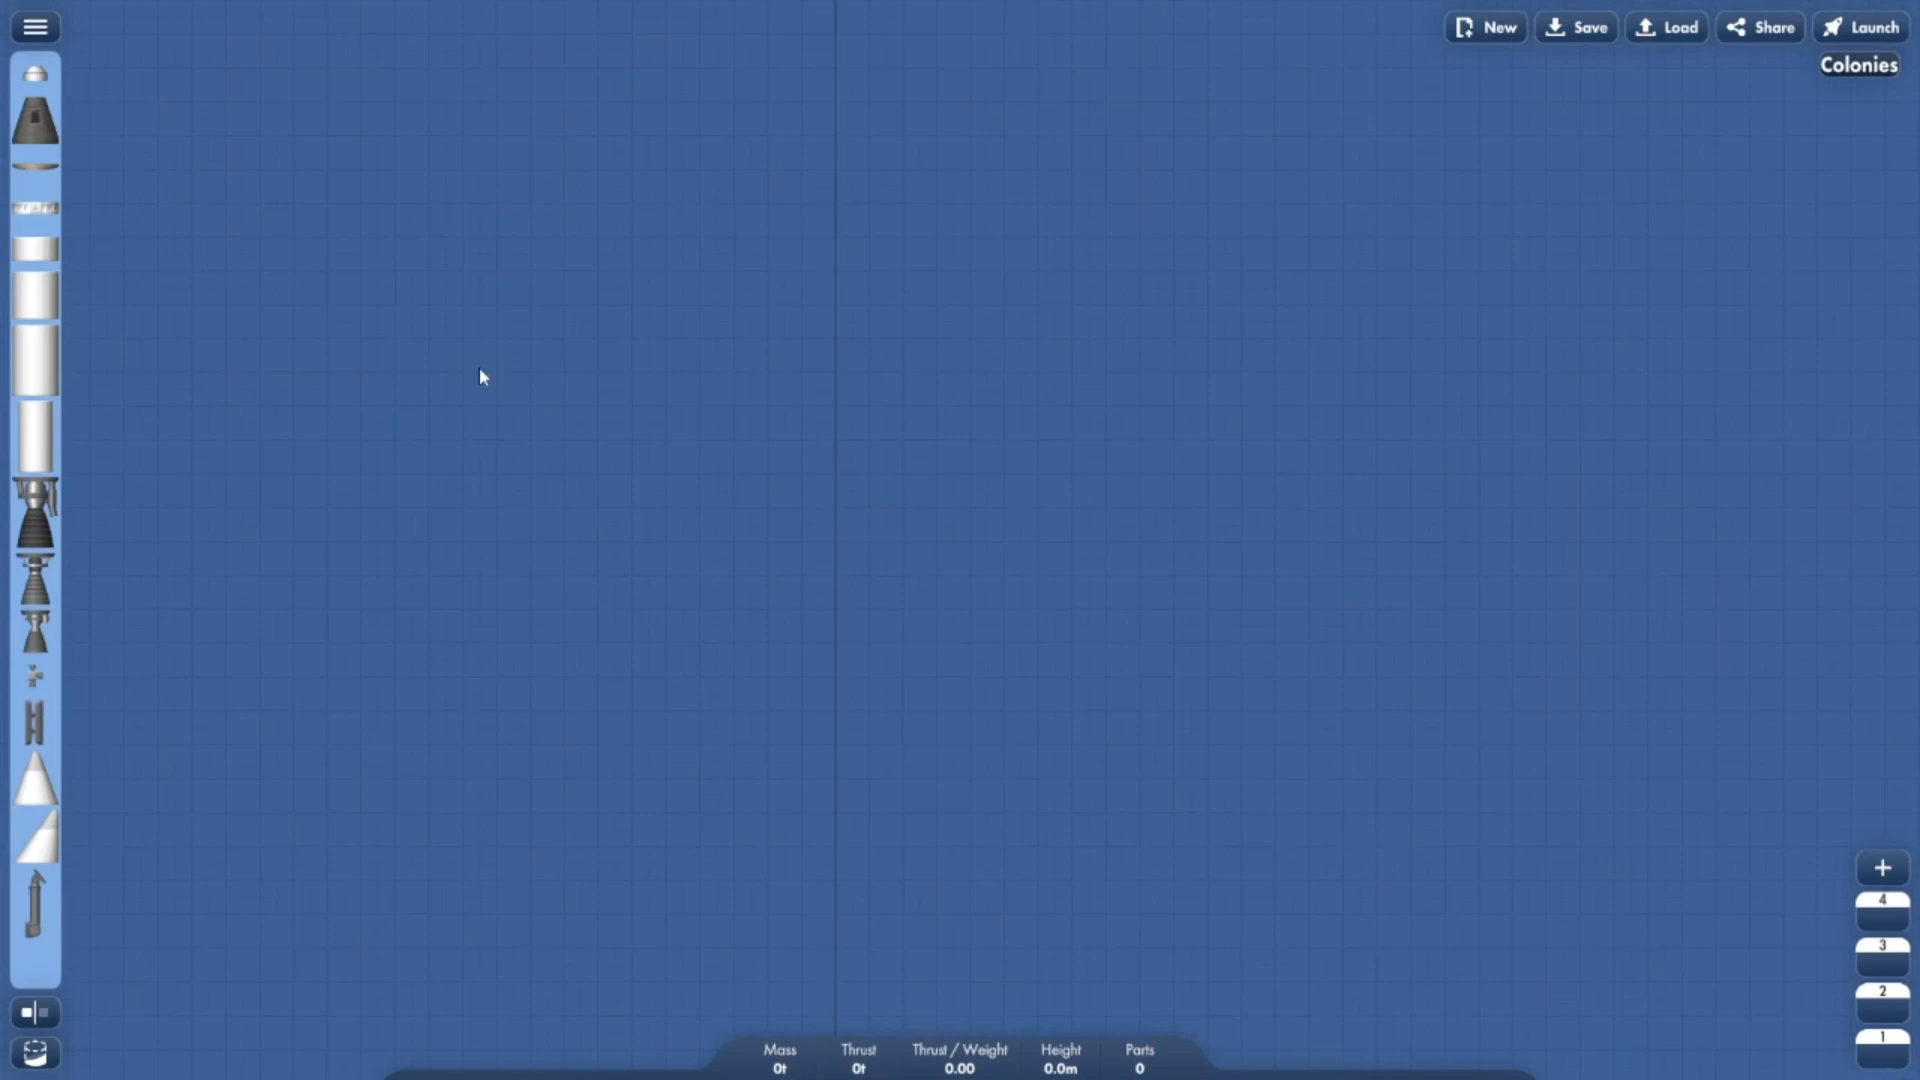 New Save Load Share Launch
Colonies
4
3
2
1
Mass Thrust Thrust / Weight Height Parts
0t 0t 0.00 0.0m 0